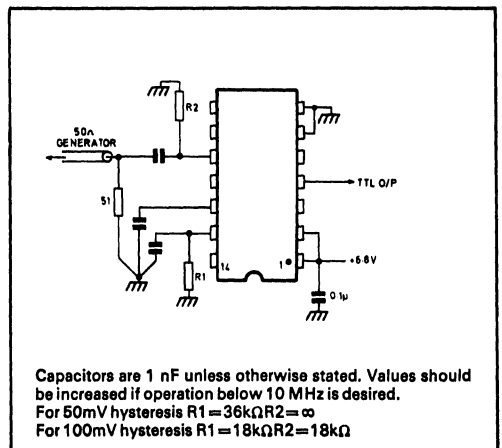 R2
50Ω
GENERATOR
TTL O/P
51
R1
14
1
+6.8V
0.1μ
Capacitors are 1 nF unless otherwise stated. Values should
be increased if operation below 10 MHz is desired.
For 50mV hysteresis R1=36kΩR2=∞
For 100mV hysteresis R1=18kΩR2=18kΩ